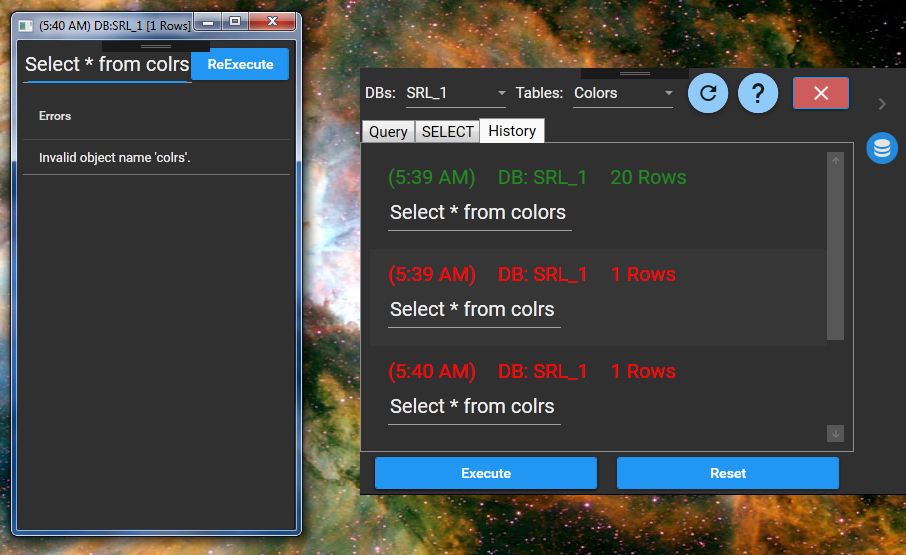 (5:40 AM) DB:SRL_1 [1 Rows]
Select * from colrs ReExecute
Errors
Invalid object name 'colrs'.
DBs: SRL_1 Tables: Colors ?
Query SELECT History
(5:39 AM) DB: SRL_1 20 Rows
Select * from colors
(5:39 AM) DB: SRL_1 1 Rows
Select * from colrs
(5:40 AM) DB: SRL_1 1 Rows
Select * from colrs
Execute Reset